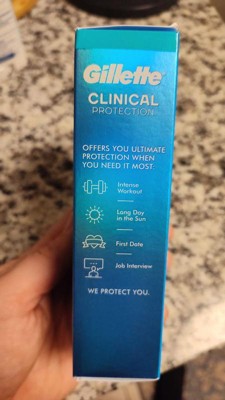 Gillette
CLINICAL
PROTECTION
OFFERS YOU ULTIMATE
PROTECTION WHEN
YOU NEED IT MOST
Intense
Workout
Long Day
in the Sun
First Date
Job Interview
WE PROTECT YOU.